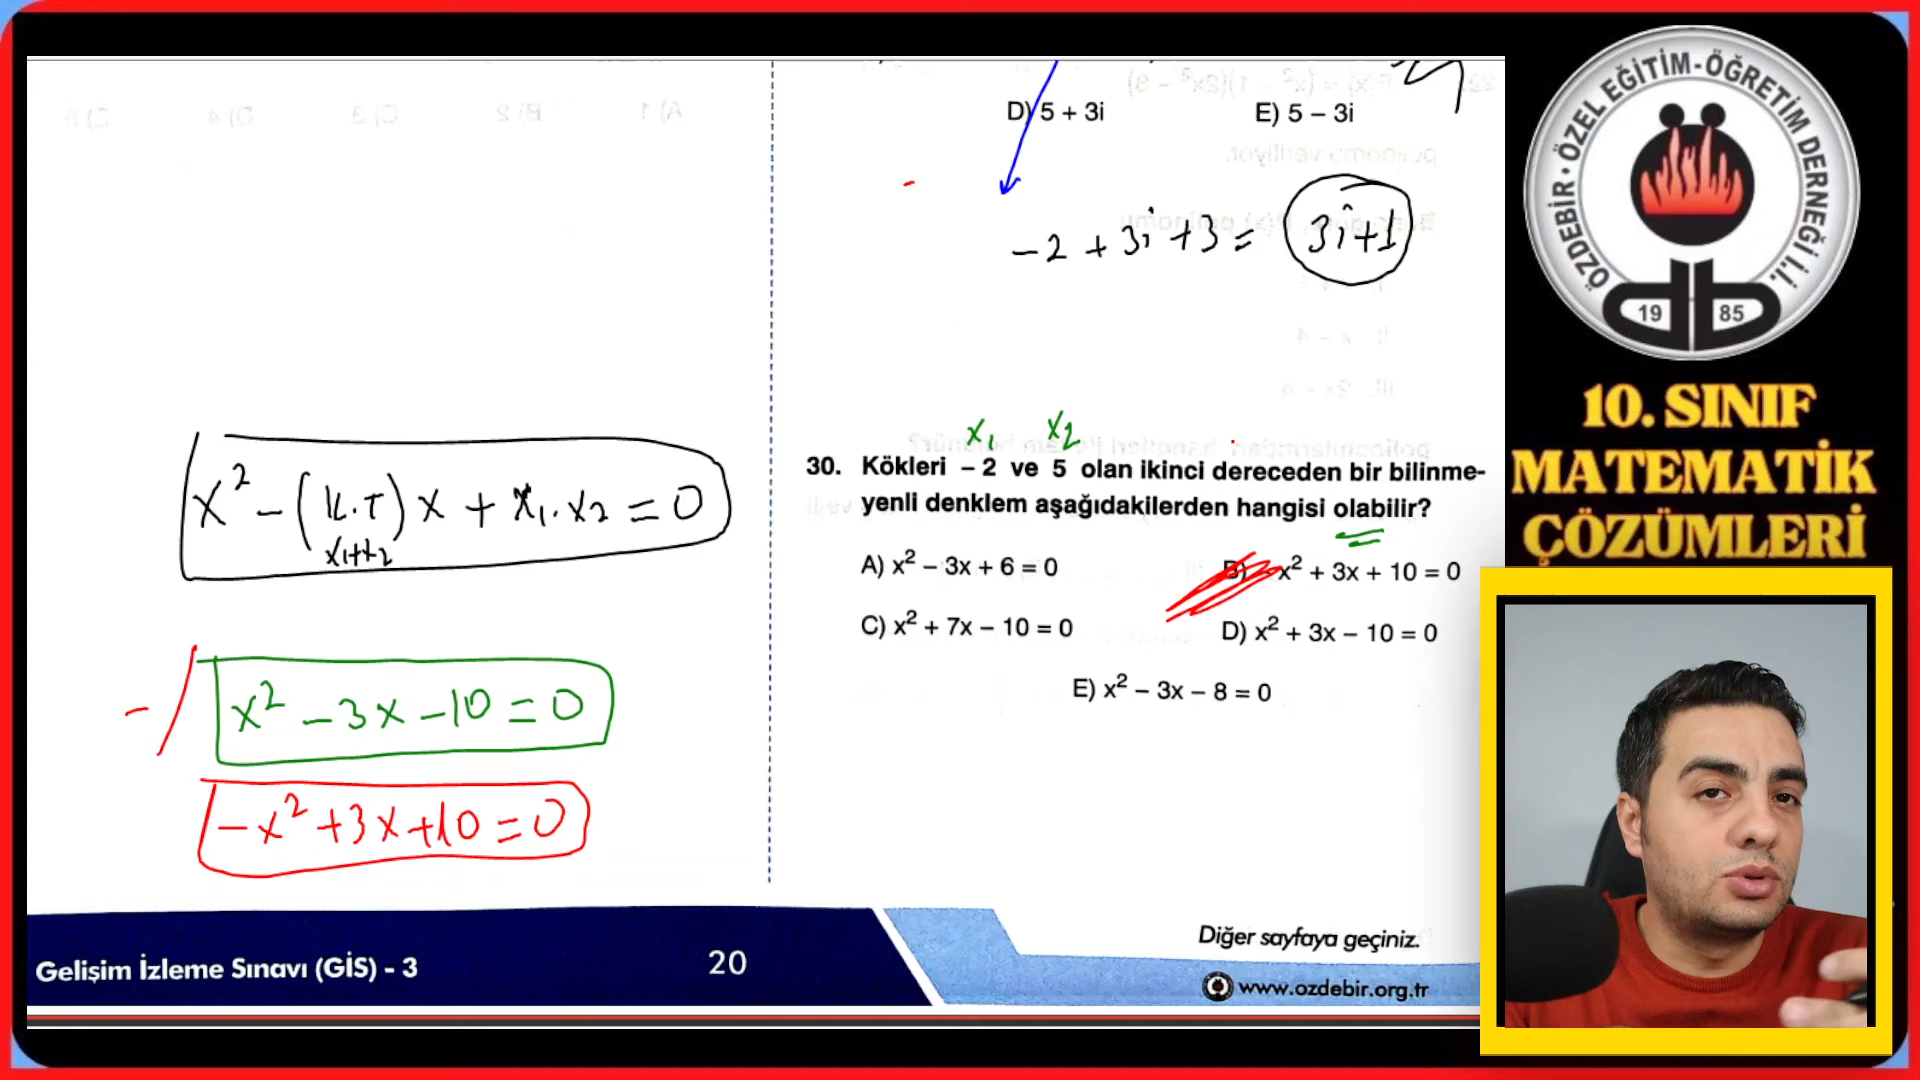 D) 5 + 3i
E) 5 − 3i
−2 + 3i + 3 = 3i+1
x₁ x₂
30. Kökleri − 2 ve 5 olan ikinci dereceden bir bilinme-
yenli denklem aşağıdakilerden hangisi olabilir?
A) x² − 3x + 6 = 0
x² + 3x + 10 = 0
C) x² + 7x − 10 = 0
D) x² + 3x − 10 = 0
E) x² − 3x − 8 = 0
x² − (K.T) x + x₁ . x₂ = 0
x₁+x₂
− / x² − 3x − 10 = 0
−x² + 3x + 10 = 0
Gelişim İzleme Sınavı (GİS) - 3
20
Diğer sayfaya geçiniz.
www.ozdebir.org.tr
ÖZDEBİR · ÖZEL EĞİTİM-ÖĞRETİM DERNEĞİ İ.İ.
19 85
10. SINIF
MATEMATİK
ÇÖZÜMLERİ